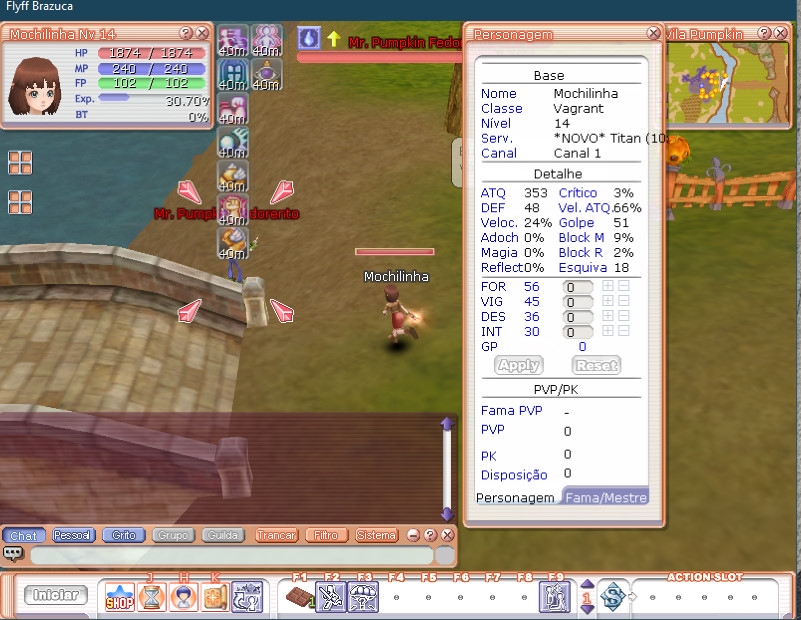 Flyff Brazuca
Mochilinha Nv 14
HP 1874 / 1874
MP 240 / 240
FP 102 / 102
Exp. 30.70%
BT 0%
40m 40m
40m 40m
40m
40m
40m
40m
40m
Mr. Pumpkin Fedo
Mr. Pumpk
dorento
Mochilinha
Vila Pumpkin
Personagem
Base
Nome Mochilinha
Classe Vagrant
Nível 14
Serv. *NOVO* Titan (10
Canal Canal 1
Detalhe
ATQ 353 Crítico 3%
DEF 48 Vel. ATQ. 66%
Veloc. 24% Golpe 51
Adoch 0% Block M 9%
Magia 0% Block R 2%
Reflect 0% Esquiva 18
FOR 56 0
VIG 45 0
DES 36 0
INT 30 0
GP 0
Apply Reset
PVP/PK
Fama PVP -
PVP 0
PK 0
Disposição 0
Personagem Fama/Mestre
Chat Pessoal Grito Grupo Guilda Trancar Filtro Sistema
Iniciar
SHOP J H K
F1 F2 F3 F4 F5 F6 F7 F8 F9
1
1
S
ACTION-SLOT